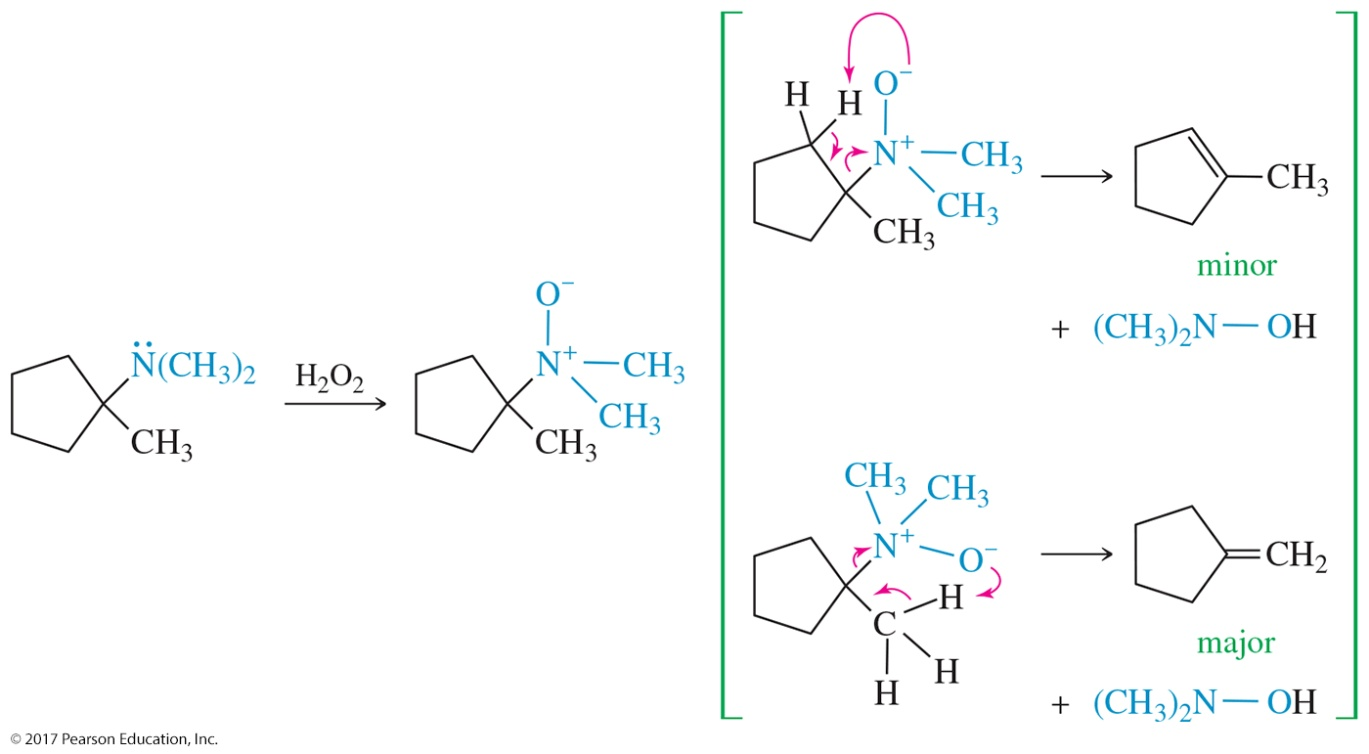 N̈(CH₃)₂
CH₃
H₂O₂
O⁻
N⁺
CH₃
CH₃
CH₃
H
H
O⁻
N⁺
CH₃
CH₃
CH₃
CH₃
minor
+ (CH₃)₂N—OH
CH₃
CH₃
N⁺
O⁻
H
C
H
H
=CH₂
major
+ (CH₃)₂N—OH
© 2017 Pearson Education, Inc.